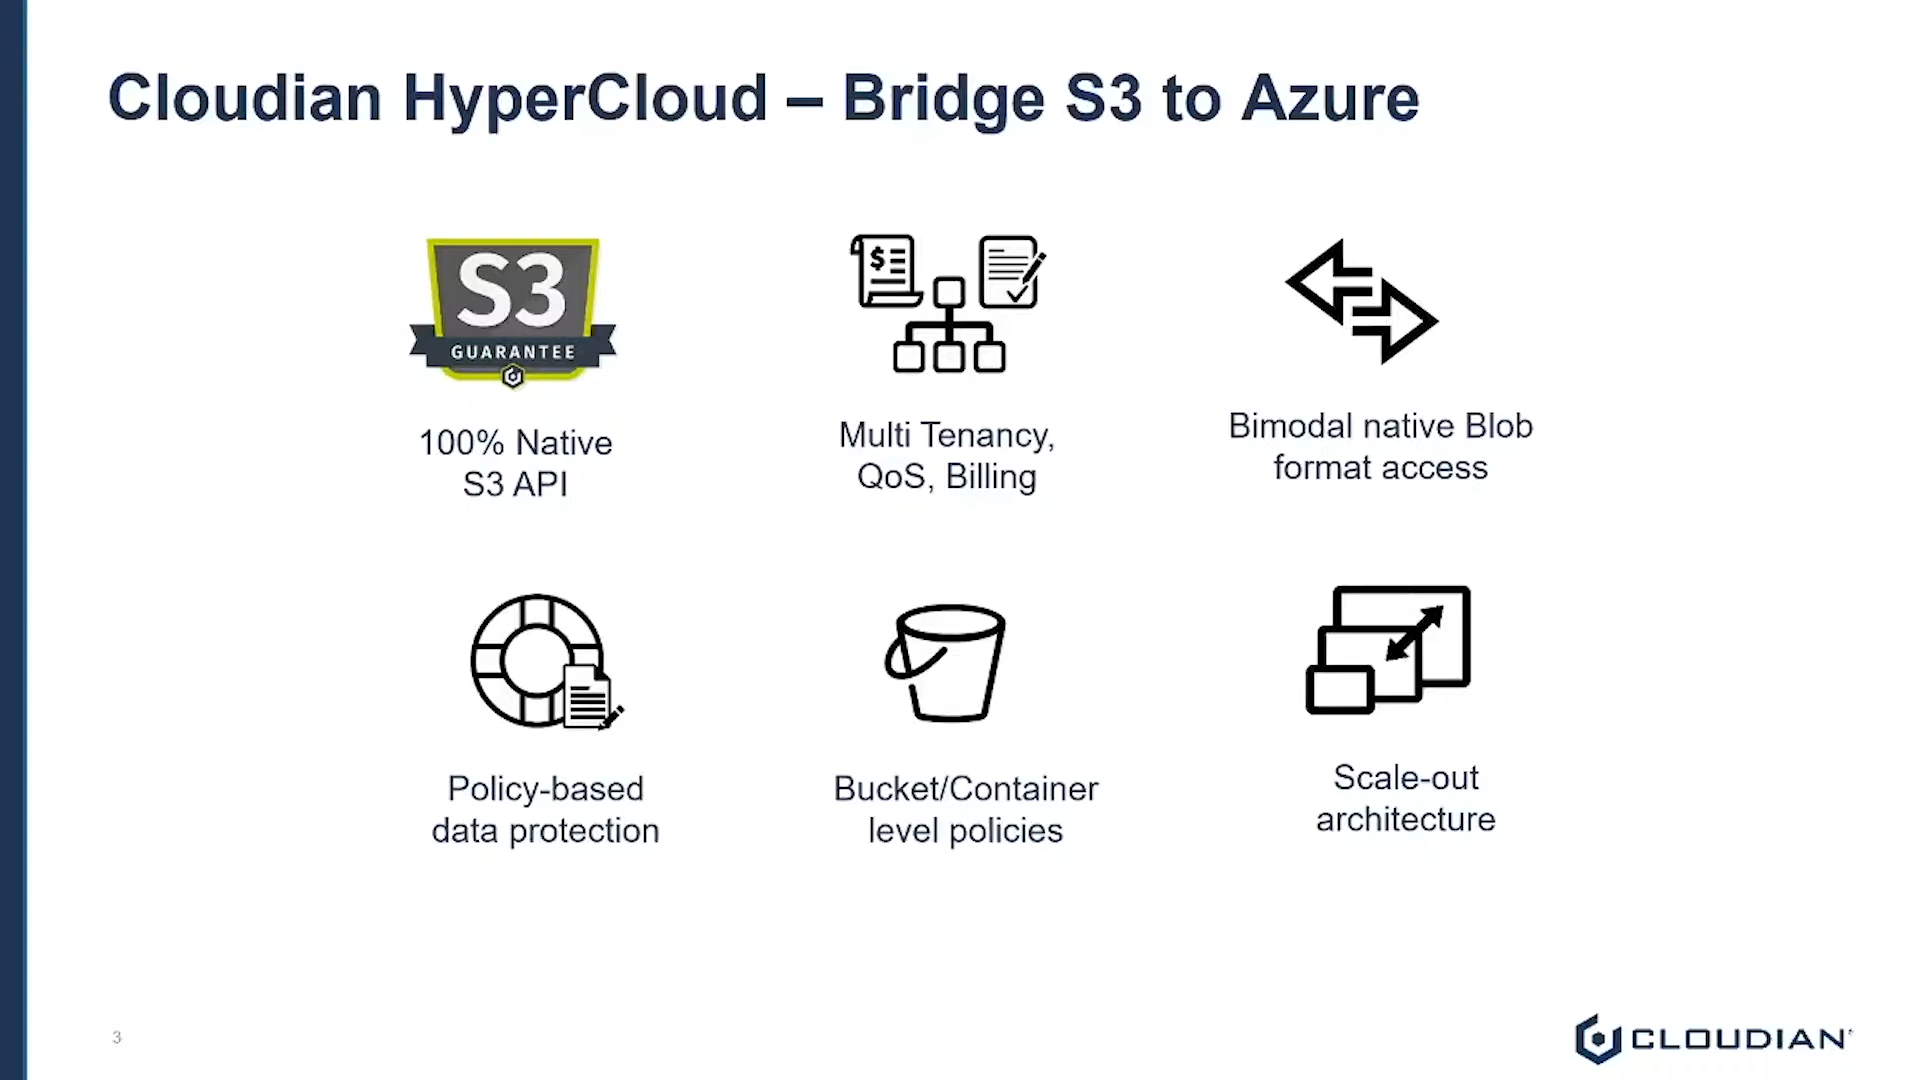 Cloudian HyperCloud – Bridge S3 to Azure
S3
GUARANTEE
100% Native
S3 API
$
Multi Tenancy,
QoS, Billing
Bimodal native Blob
format access
Policy-based
data protection
Bucket/Container
level policies
Scale-out
architecture
3
CLOUDIAN